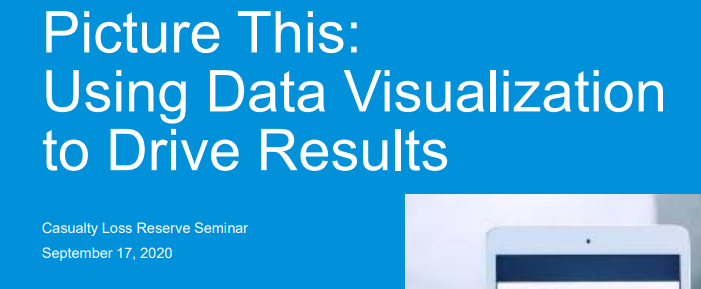 Picture This:
Using Data Visualization
to Drive Results
Casualty Loss Reserve Seminar
September 17, 2020